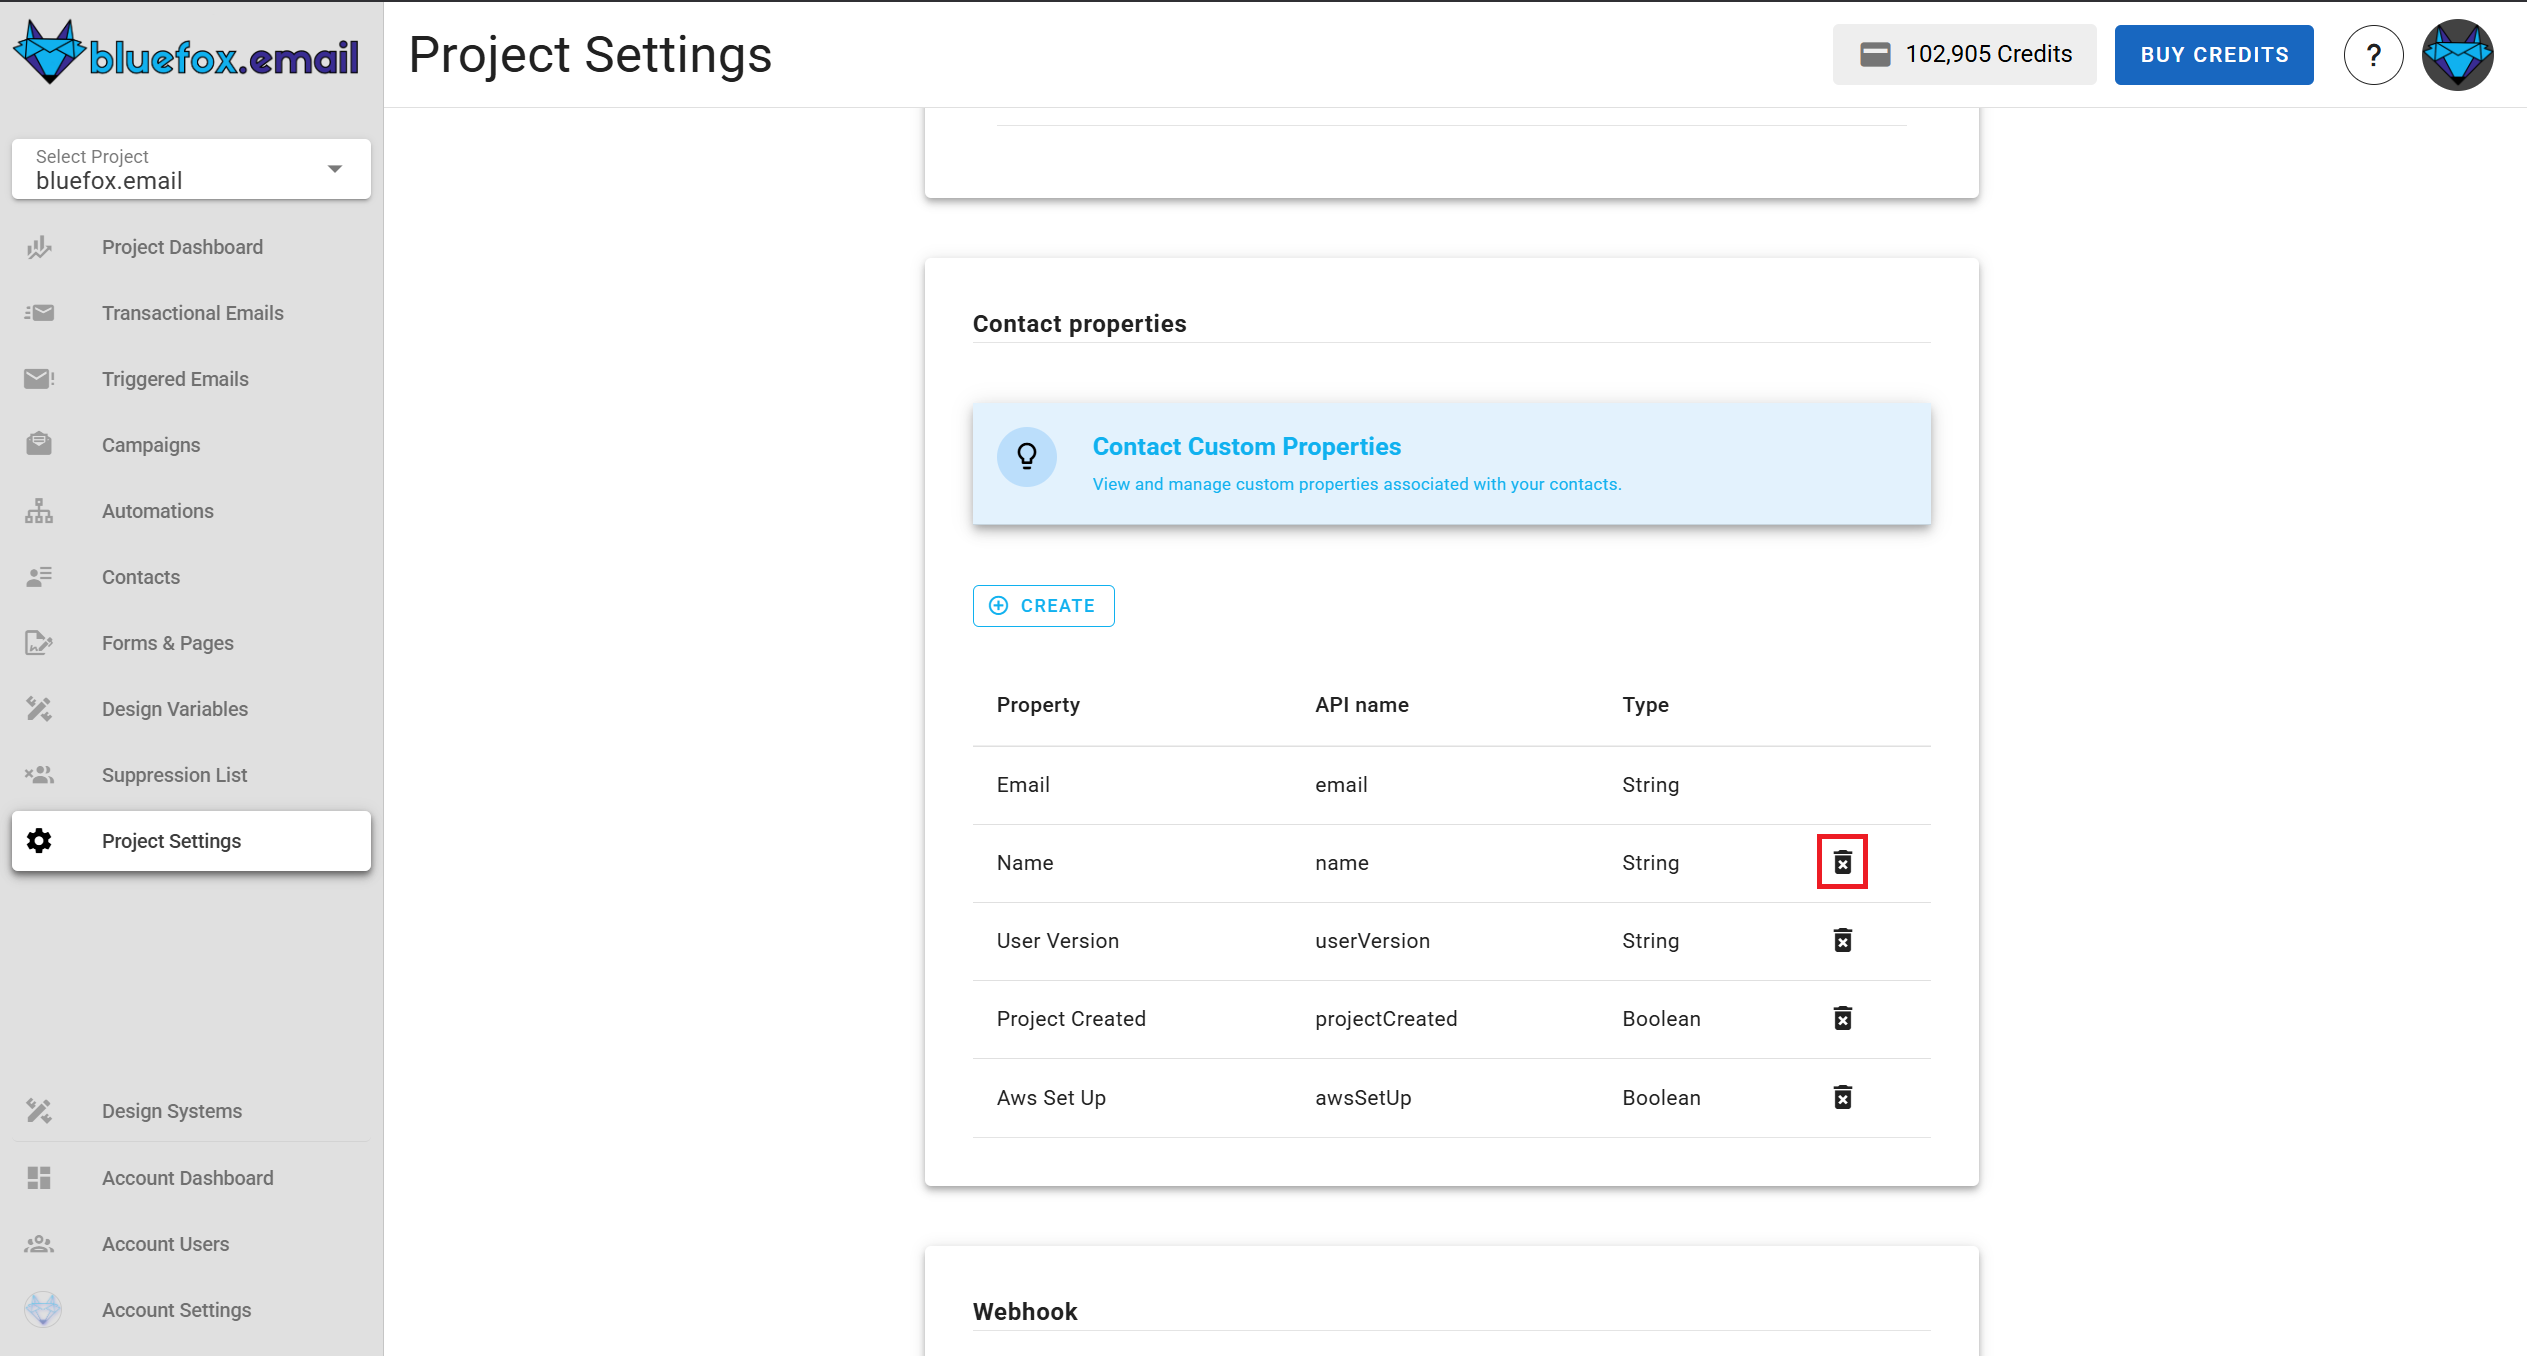 bluefox.email
Project Settings
102,905 Credits
BUY CREDITS
?
Select Project
bluefox.email
Project Dashboard
Transactional Emails
Triggered Emails
Campaigns
Automations
Contacts
Forms & Pages
Design Variables
Suppression List
Project Settings
Design Systems
Account Dashboard
Account Users
Account Settings
Contact properties
Contact Custom Properties
View and manage custom properties associated with your contacts.
CREATE
Property API name Type
Email email String
Name name String
User Version userVersion String
Project Created projectCreated Boolean
Aws Set Up awsSetUp Boolean
Webhook